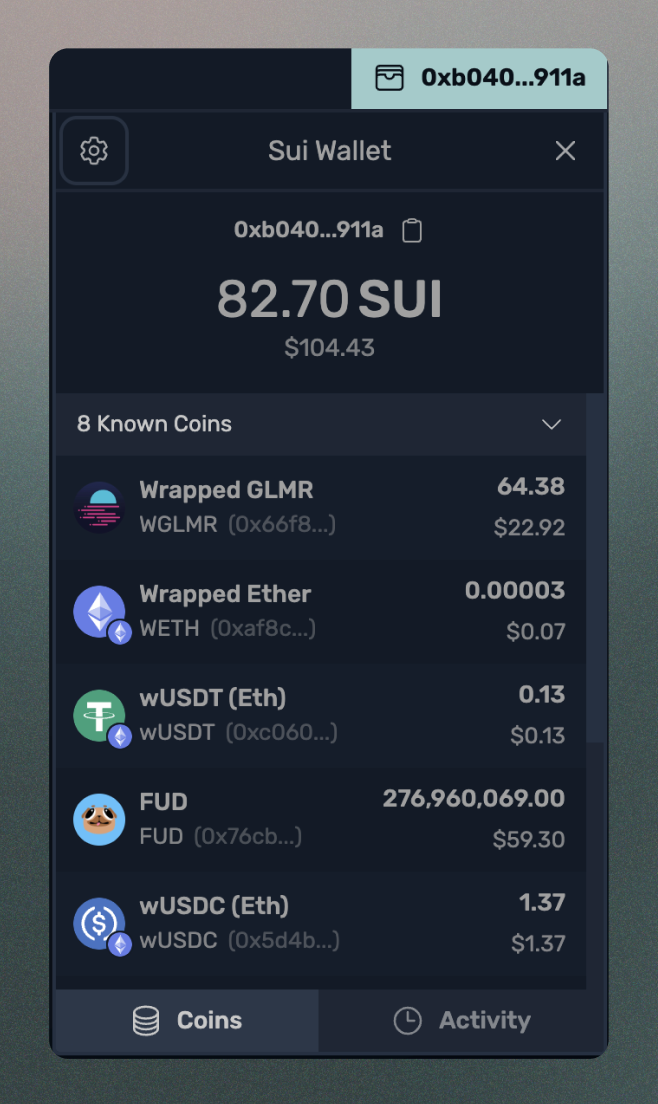 0xb040...911a
Sui Wallet
0xb040...911a
82.70 SUI
$104.43
8 Known Coins
Wrapped GLMR 64.38
WGLMR (0x66f8...) $22.92
Wrapped Ether 0.00003
WETH (0xaf8c...) $0.07
wUSDT (Eth) 0.13
wUSDT (0xc060...) $0.13
FUD 276,960,069.00
FUD (0x76cb...) $59.30
wUSDC (Eth) 1.37
wUSDC (0x5d4b...) $1.37
Coins Activity